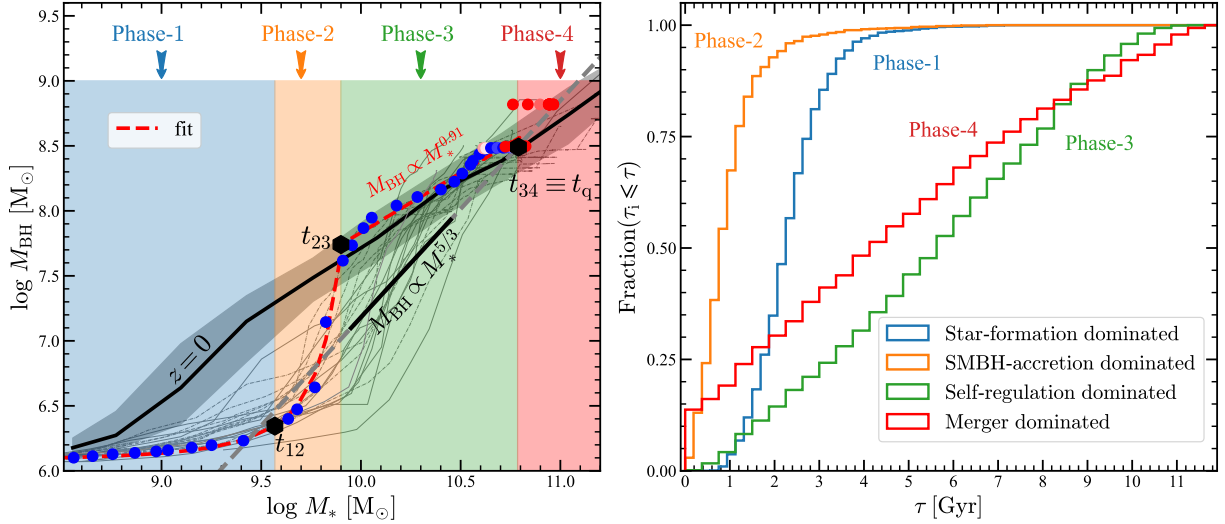 Phase-1
Phase-2
Phase-3
Phase-4
fit
M_BH ∝ M_*^0.91
t_34 ≡ t_q
t_23
M_BH ∝ M_*^5/3
z = 0
t_12
log M_BH [M_⊙]
9.5
9.0
8.5
8.0
7.5
7.0
6.5
6.0
9.0
9.5
10.0
10.5
11.0
log M_* [M_⊙]
Fraction(τ_i ⩽ τ)
1.00
0.75
0.50
0.25
0.00
Phase-2
Phase-1
Phase-4
Phase-3
Star-formation dominated
SMBH-accretion dominated
Self-regulation dominated
Merger dominated
0
1
2
3
4
5
6
7
8
9
10
11
τ [Gyr]